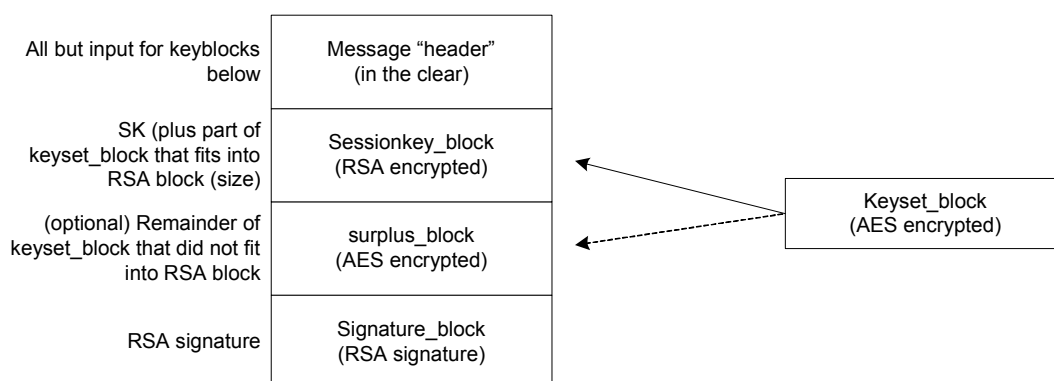 All but input for keyblocks
below
Message “header”
(in the clear)
SK (plus part of
keyset_block that fits into
RSA block (size)
Sessionkey_block
(RSA encrypted)
(optional) Remainder of
keyset_block that did not fit
into RSA block
surplus_block
(AES encrypted)
Keyset_block
(AES encrypted)
RSA signature
Signature_block
(RSA signature)